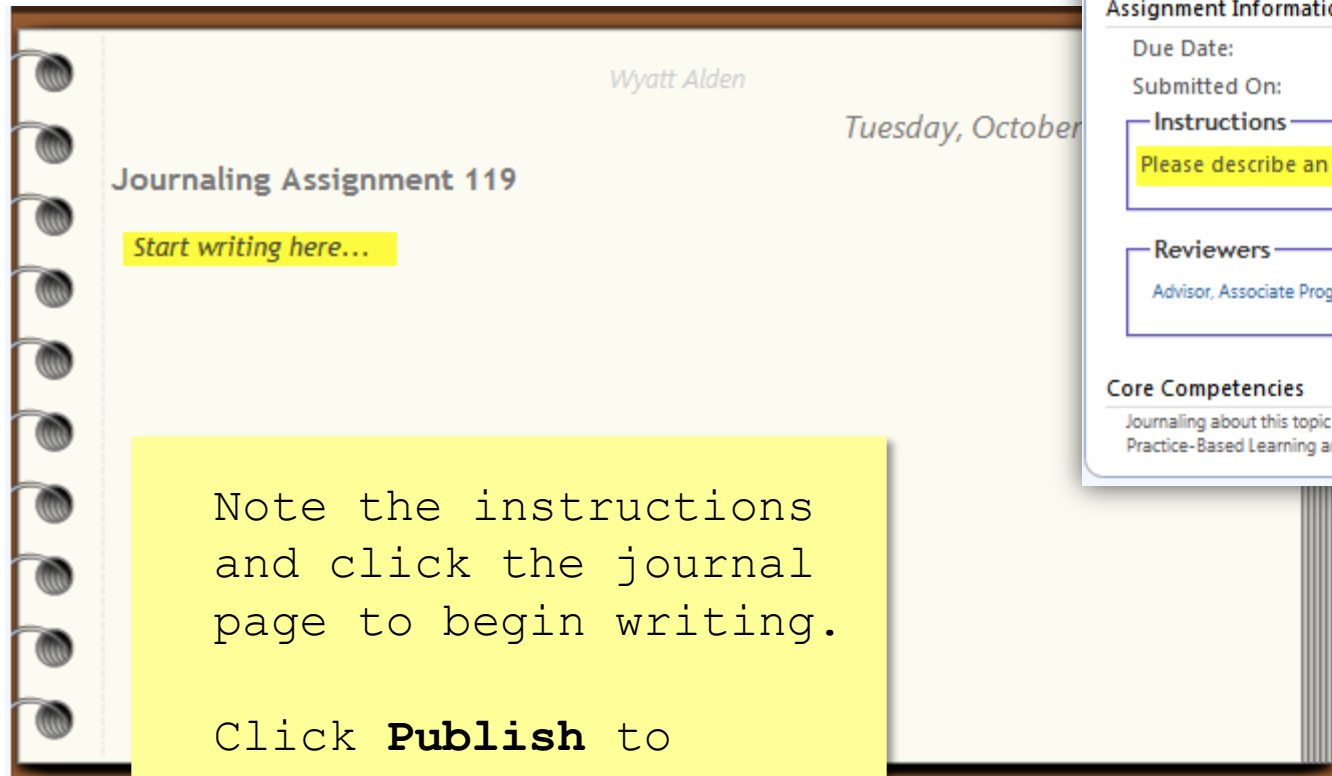 Wyatt Alden
Tuesday, October
Journaling Assignment 119
Start writing here...
Note the instructions
and click the journal
page to begin writing.
Click Publish to
Assignment
Due Date:
Submitted On:
Instructions
Please describe an
Reviewers
Advisor, Associate
Core Competencies
Journaling about this topic
Practice-Based Learning